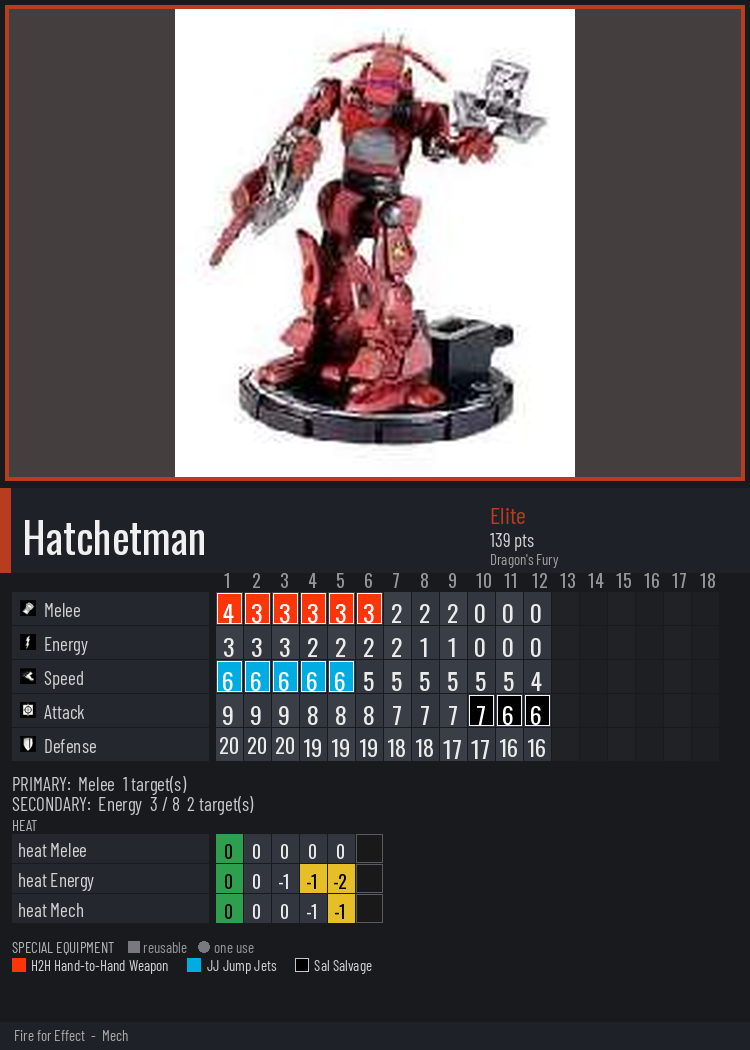 Hatchetman
Elite
139 pts
Dragon's Fury
1 2 3 4 5 6 7 8 9 10 11 12 13 14 15 16 17 18
Melee 4 3 3 3 3 3 2 2 2 0 0 0
Energy 3 3 3 2 2 2 2 1 1 0 0 0
Speed 6 6 6 6 6 5 5 5 5 5 5 4
Attack 9 9 9 8 8 8 7 7 7 7 6 6
Defense 20 20 20 19 19 19 18 18 17 17 16 16
PRIMARY: Melee 1 target(s)
SECONDARY: Energy 3 / 8 2 target(s)
HEAT
heat Melee 0 0 0 0 0
heat Energy 0 0 -1 -1 -2
heat Mech 0 0 0 -1 -1
SPECIAL EQUIPMENT reusable one use
H2H Hand-to-Hand Weapon JJ Jump Jets Sal Salvage
Fire for Effect - Mech